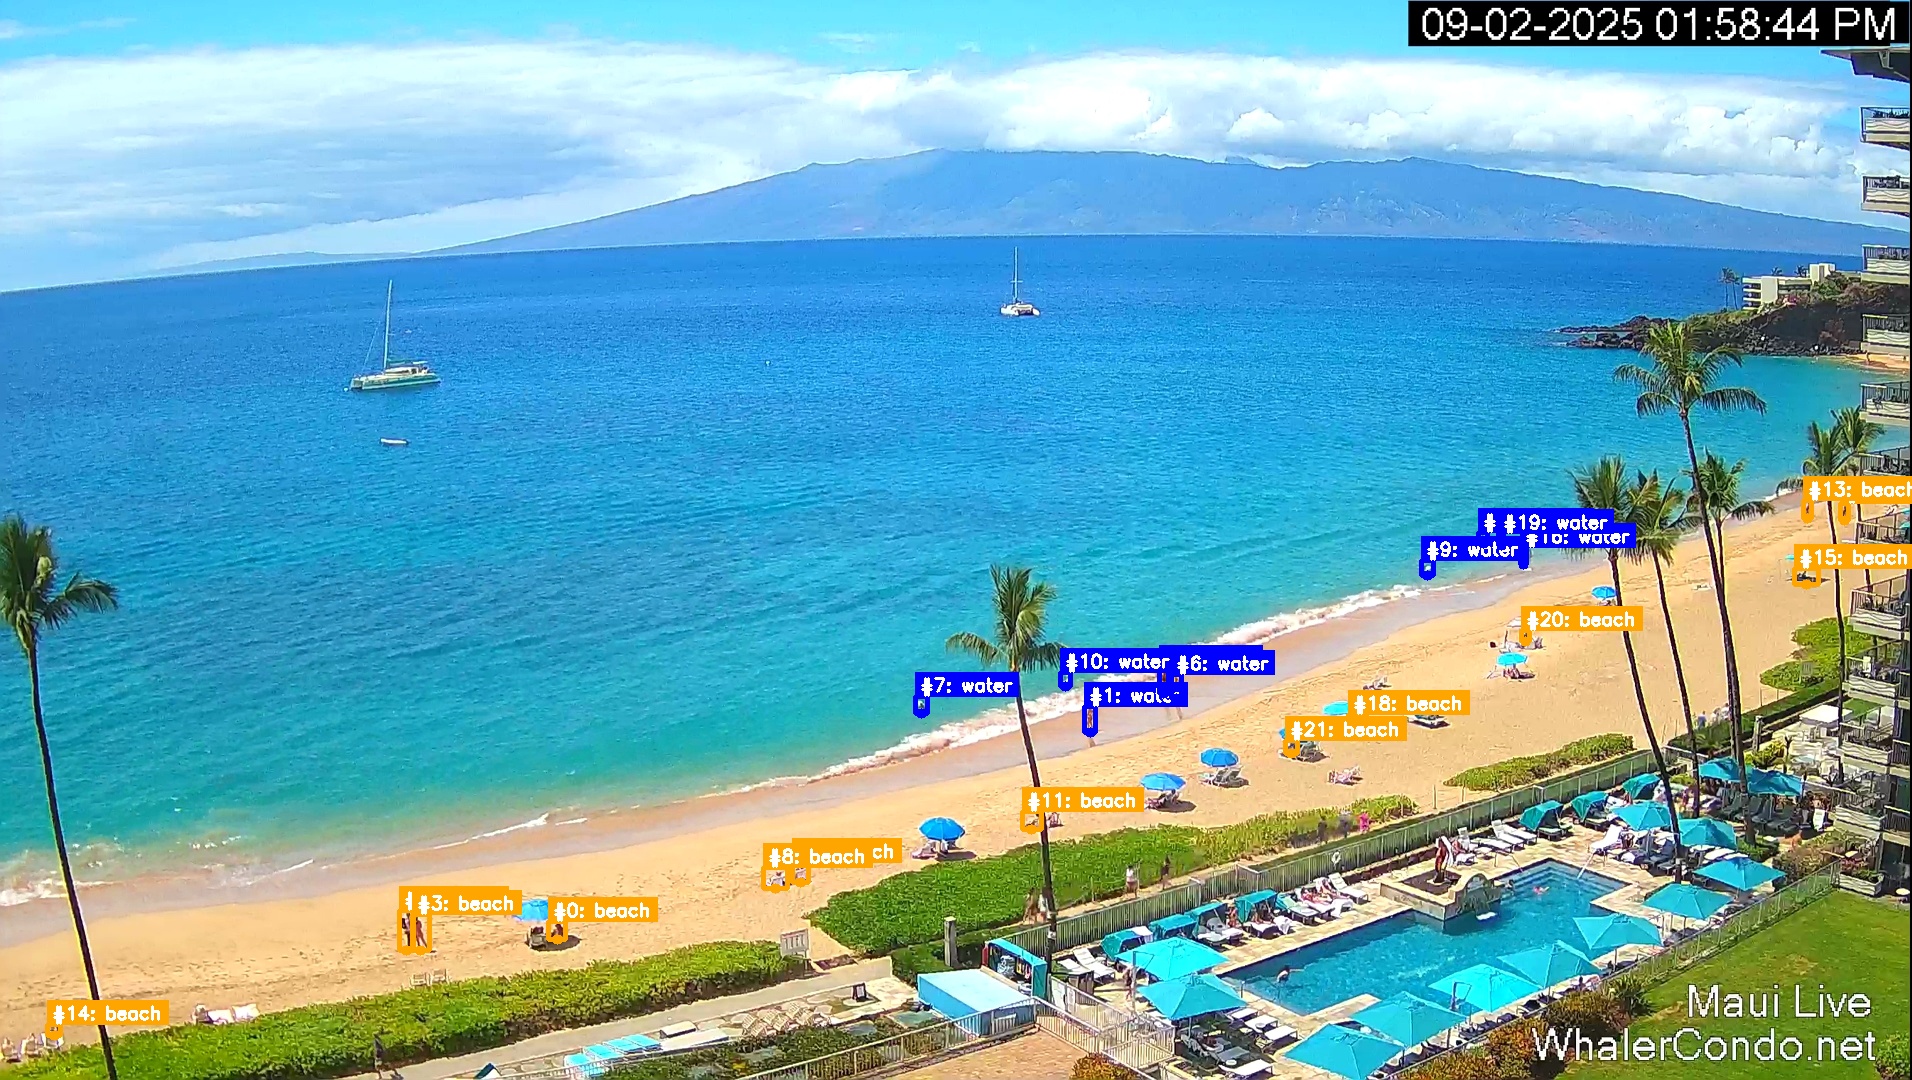 09-02-2025 01:58:44 PM
#13: beach
#19: water
#9: water
#15: beach
#20: beach
#10: water
#6: water
#7: water
#1:
#18: beach
#21: beach
#11: beach
#8: beach
#3: beach
#0: beach
#14: beach
Maui Live
WhalerCondo.net